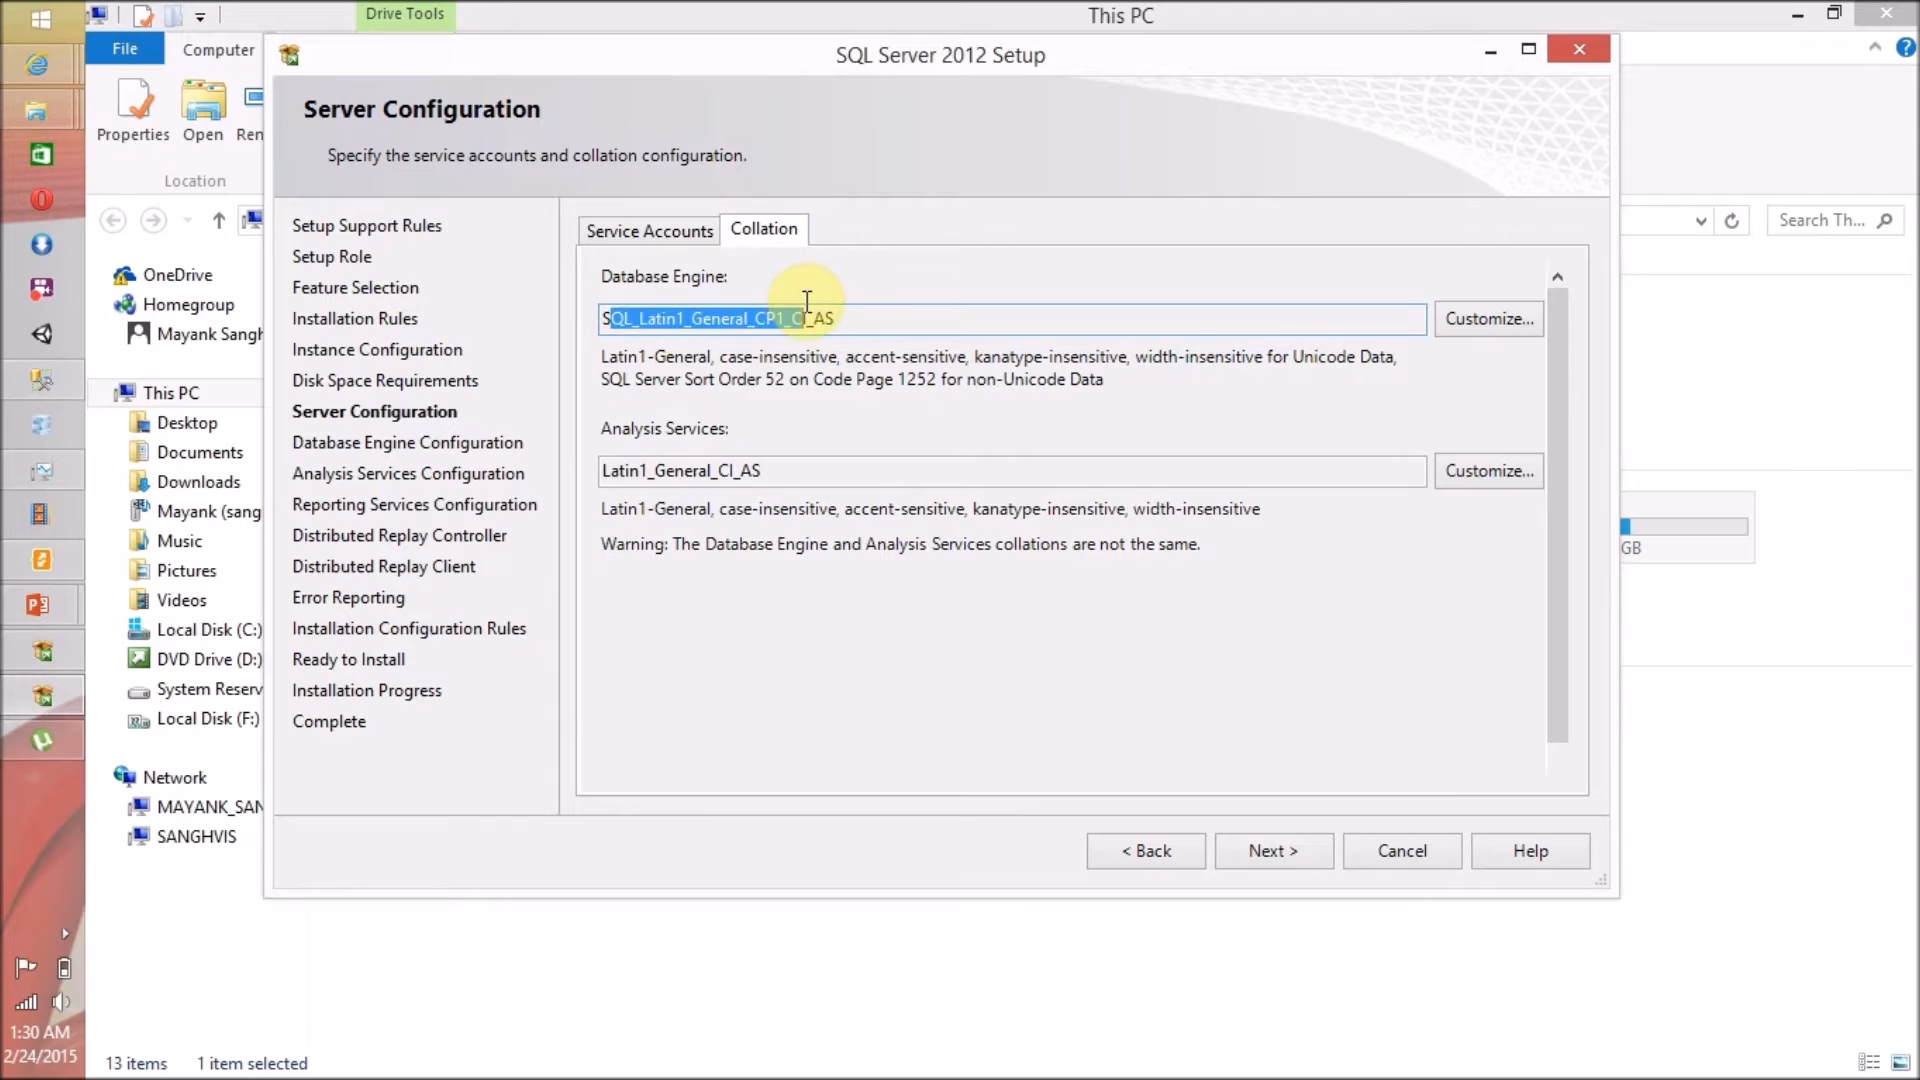 Drive Tools
This PC
File
Computer
SQL Server 2012 Setup
Properties
Open
Ren
Location
Server Configuration
Specify the service accounts and collation configuration.
Search Th...
OneDrive
Homegroup
Mayank Sangh
This PC
Desktop
Documents
Downloads
Mayank (sang
Music
Pictures
Videos
Local Disk (C:)
DVD Drive (D:)
System Reserv
Local Disk (F:)
Network
MAYANK_SAN
SANGHVIS
Setup Support Rules
Setup Role
Feature Selection
Installation Rules
Instance Configuration
Disk Space Requirements
Server Configuration
Database Engine Configuration
Analysis Services Configuration
Reporting Services Configuration
Distributed Replay Controller
Distributed Replay Client
Error Reporting
Installation Configuration Rules
Ready to Install
Installation Progress
Complete
Service Accounts
Collation
Database Engine:
SQL_Latin1_General_CP1_CI_AS
Customize...
Latin1-General, case-insensitive, accent-sensitive, kanatype-insensitive, width-insensitive for Unicode Data,
SQL Server Sort Order 52 on Code Page 1252 for non-Unicode Data
Analysis Services:
Latin1_General_CI_AS
Customize...
Latin1-General, case-insensitive, accent-sensitive, kanatype-insensitive, width-insensitive
Warning: The Database Engine and Analysis Services collations are not the same.
GB
< Back
Next >
Cancel
Help
1:30 AM
2/24/2015
13 items
1 item selected